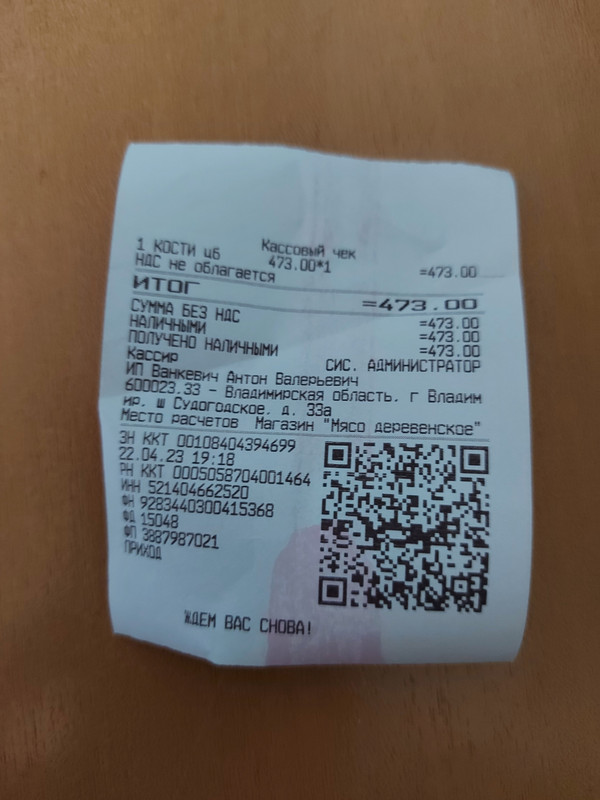 Кассовый чек
1 КОСТИ цб 473.00*1 =473.00
НДС не облагается
ИТОГ =473.00
СУММА БЕЗ НДС =473.00
НАЛИЧНЫМИ =473.00
ПОЛУЧЕНО НАЛИЧНЫМИ =473.00
Кассир СИС. АДМИНИСТРАТОР
ИП Ванкевич Антон Валерьевич
600023.33 - Владимирская область, г Владим
ир, ш Судогодское, д. 33а
Место расчетов Магазин "Мясо деревенское"
ЗН ККТ 00108404394699
22.04.23 19:18
РН ККТ 0005058704001464
ИНН 521404662520
ФН 9283440300415368
ФД 15048
ФП 3887987021
ПРИХОД
ЖДЕМ ВАС СНОВА!